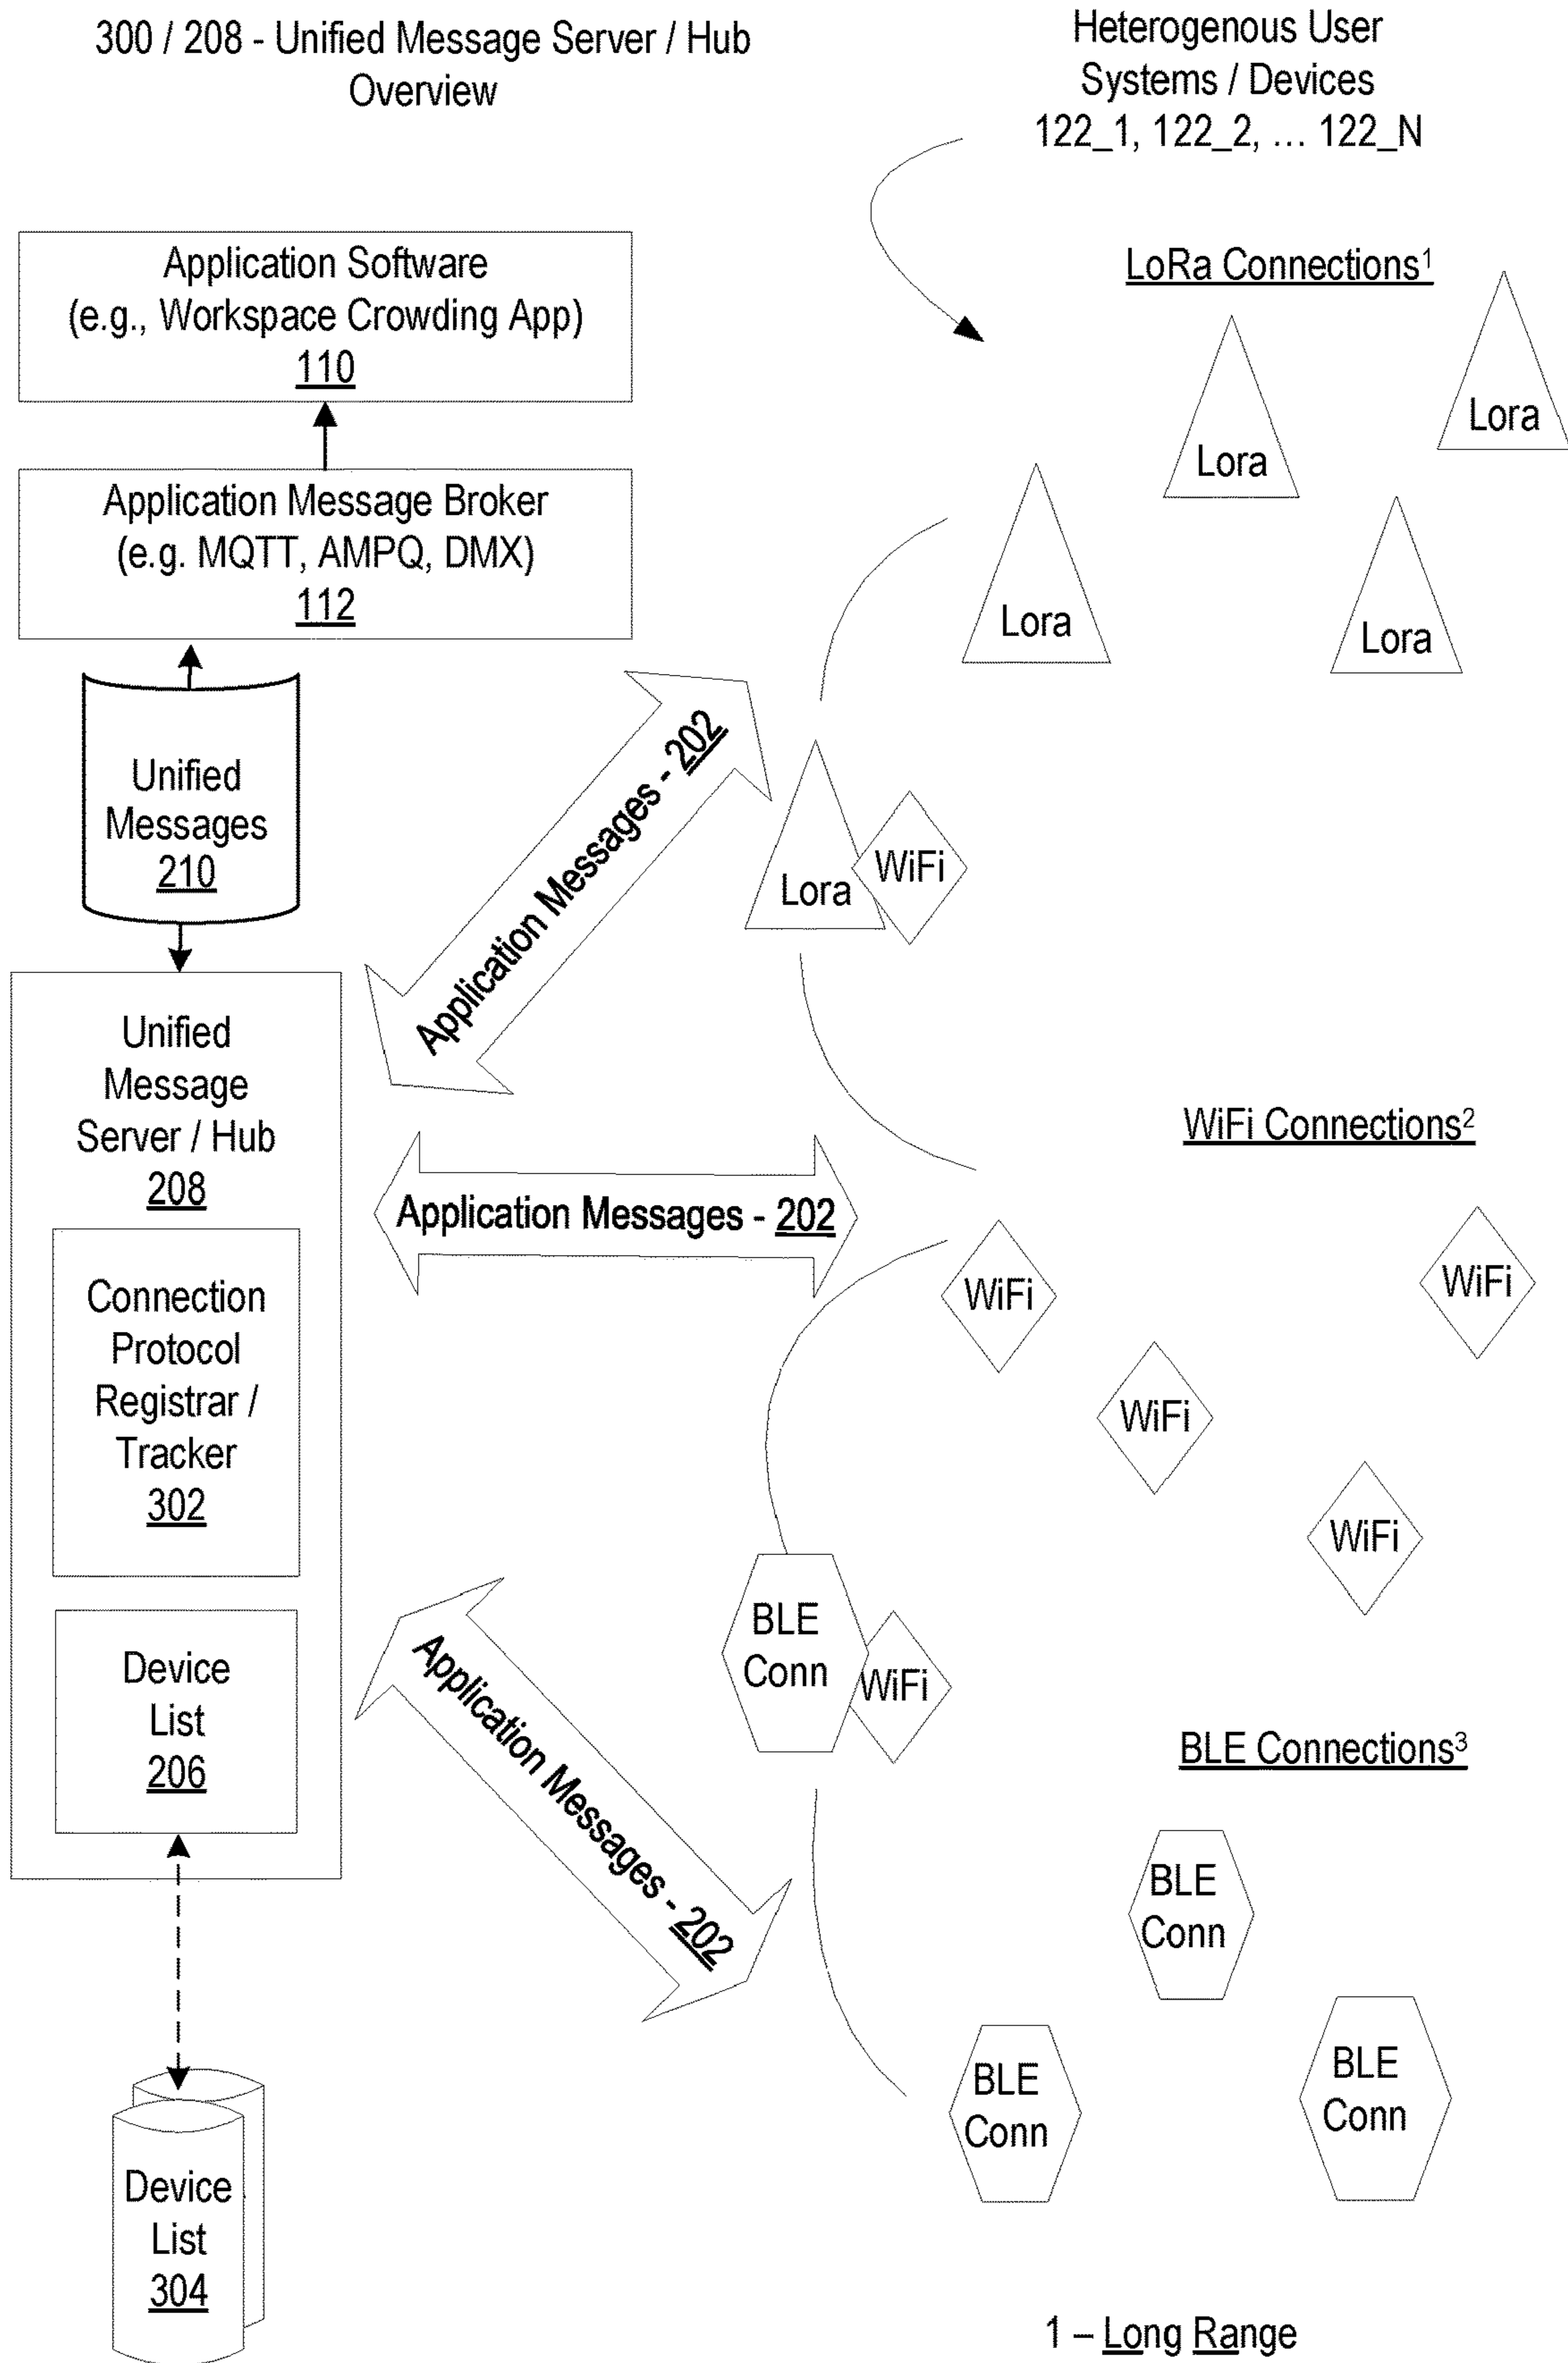 300 / 208 - Unified Message Server / Hub
Overview
Heterogenous User
Systems / Devices
122_1, 122_2, … 122_N
Application Software
(e.g., Workspace Crowding App)
110
Application Message Broker
(e.g. MQTT, AMPQ, DMX)
112
Unified
Messages
210
Unified
Message
Server / Hub
208
Connection
Protocol
Registrar /
Tracker
302
Device
List
206
Device
List
304
Application Messages - 202
Application Messages - 202
Application Messages - 202
LoRa Connections¹
Lora
Lora
Lora
Lora
Lora
WiFi
WiFi Connections²
WiFi
WiFi
WiFi
WiFi
BLE
Conn
WiFi
BLE Connections³
BLE
Conn
BLE
Conn
BLE
Conn
1 – Long Range